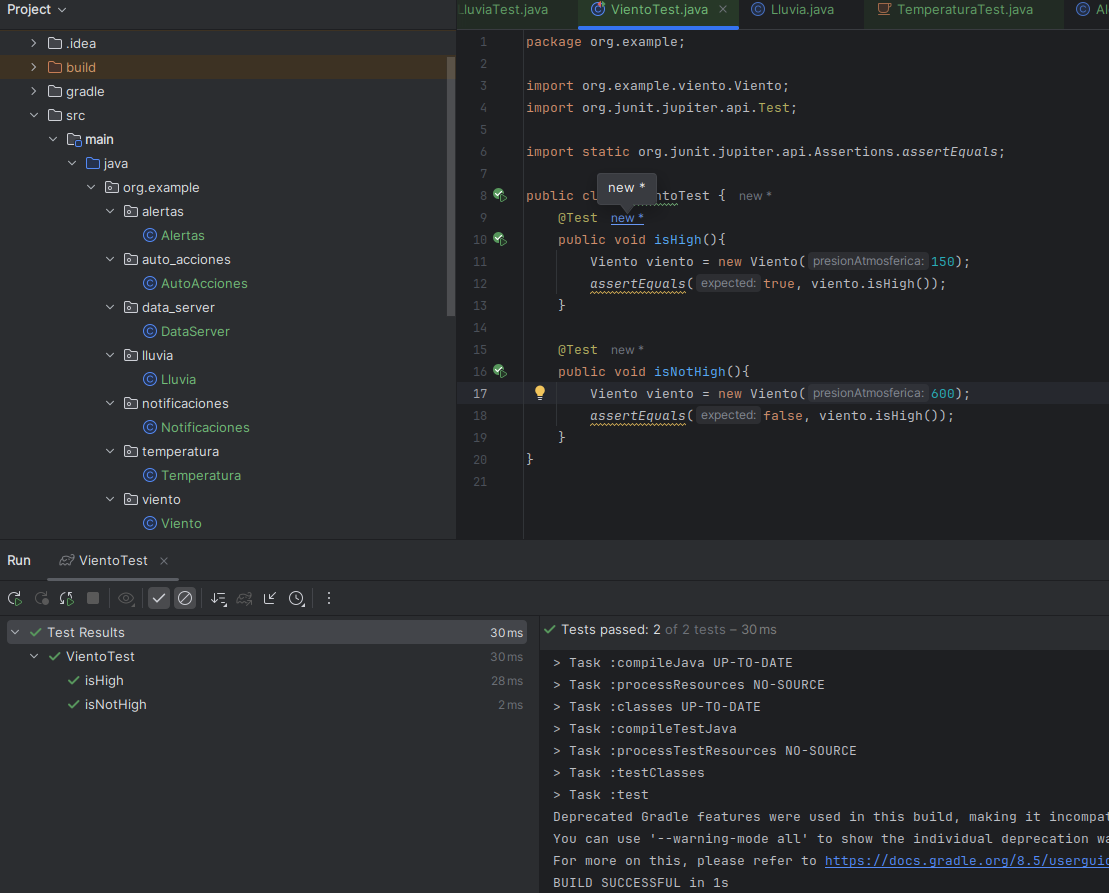 Project
.idea
build
gradle
src
main
java
org.example
alertas
Alertas
auto_acciones
AutoAcciones
data_server
DataServer
lluvia
Lluvia
notificaciones
Notificaciones
temperatura
Temperatura
viento
Viento
LluviaTest.java VientoTest.java Lluvia.java TemperaturaTest.java
1 package org.example;
2
3 import org.example.viento.Viento;
4 import org.junit.jupiter.api.Test;
5
6 import static org.junit.jupiter.api.Assertions.assertEquals;
7
new *
8 public { new *
9 @Test new *
10 public void isHigh(){
11 Viento viento = new Viento( presionAtmosferica: 150);
12 assertEquals( expected: true, viento.isHigh());
13 }
14
15 @Test new *
16 public void isNotHigh(){
17 Viento viento = new Viento( presionAtmosferica: 600);
18 assertEquals( expected: false, viento.isHigh());
19 }
20 }
21
Run VientoTest
Test Results 30 ms
VientoTest 30 ms
isHigh 28 ms
isNotHigh 2 ms
Tests passed: 2 of 2 tests – 30 ms
> Task :compileJava UP-TO-DATE
> Task :processResources NO-SOURCE
> Task :classes UP-TO-DATE
> Task :compileTestJava
> Task :processTestResources NO-SOURCE
> Task :testClasses
> Task :test
Deprecated Gradle features were used in this build, making it incompat
You can use '--warning-mode all' to show the individual deprecation wa
For more on this, please refer to https://docs.gradle.org/8.5/usergui
BUILD SUCCESSFUL in 1s